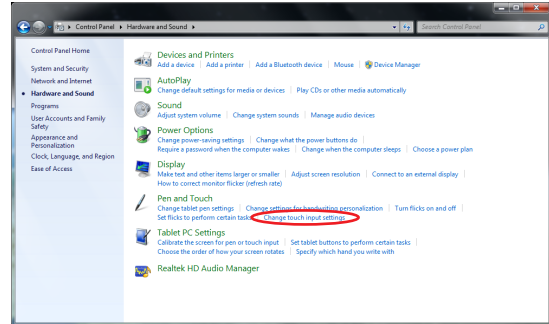 Control Panel ▸ Hardware and Sound ▸
Search Control Panel
Control Panel Home
System and Security
Network and Internet
Hardware and Sound
Programs
User Accounts and Family
Safety
Appearance and
Personalization
Clock, Language, and Region
Ease of Access
Devices and Printers
Add a device | Add a printer | Add a Bluetooth device | Mouse | Device Manager
AutoPlay
Change default settings for media or devices | Play CDs or other media automatically
Sound
Adjust system volume | Change system sounds | Manage audio devices
Power Options
Change power-saving settings | Change what the power buttons do |
Require a password when the computer wakes | Change when the computer sleeps | Choose a power plan
Display
Make text and other items larger or smaller | Adjust screen resolution | Connect to an external display |
How to correct monitor flicker (refresh rate)
Pen and Touch
Change tablet pen settings | Change settings for handwriting personalization | Turn flicks on and off |
Set flicks to perform certain tasks | Change touch input settings
Tablet PC Settings
Calibrate the screen for pen or touch input | Set tablet buttons to perform certain tasks |
Choose the order of how your screen rotates | Specify which hand you write with
Realtek HD Audio Manager